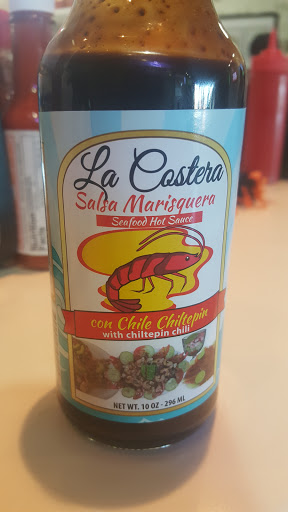 La Costera
Salsa Marisquera
Seafood Hot Sauce
con Chile Chiltepin
with chiltepin chili
NET WT. 10 OZ - 296 ML